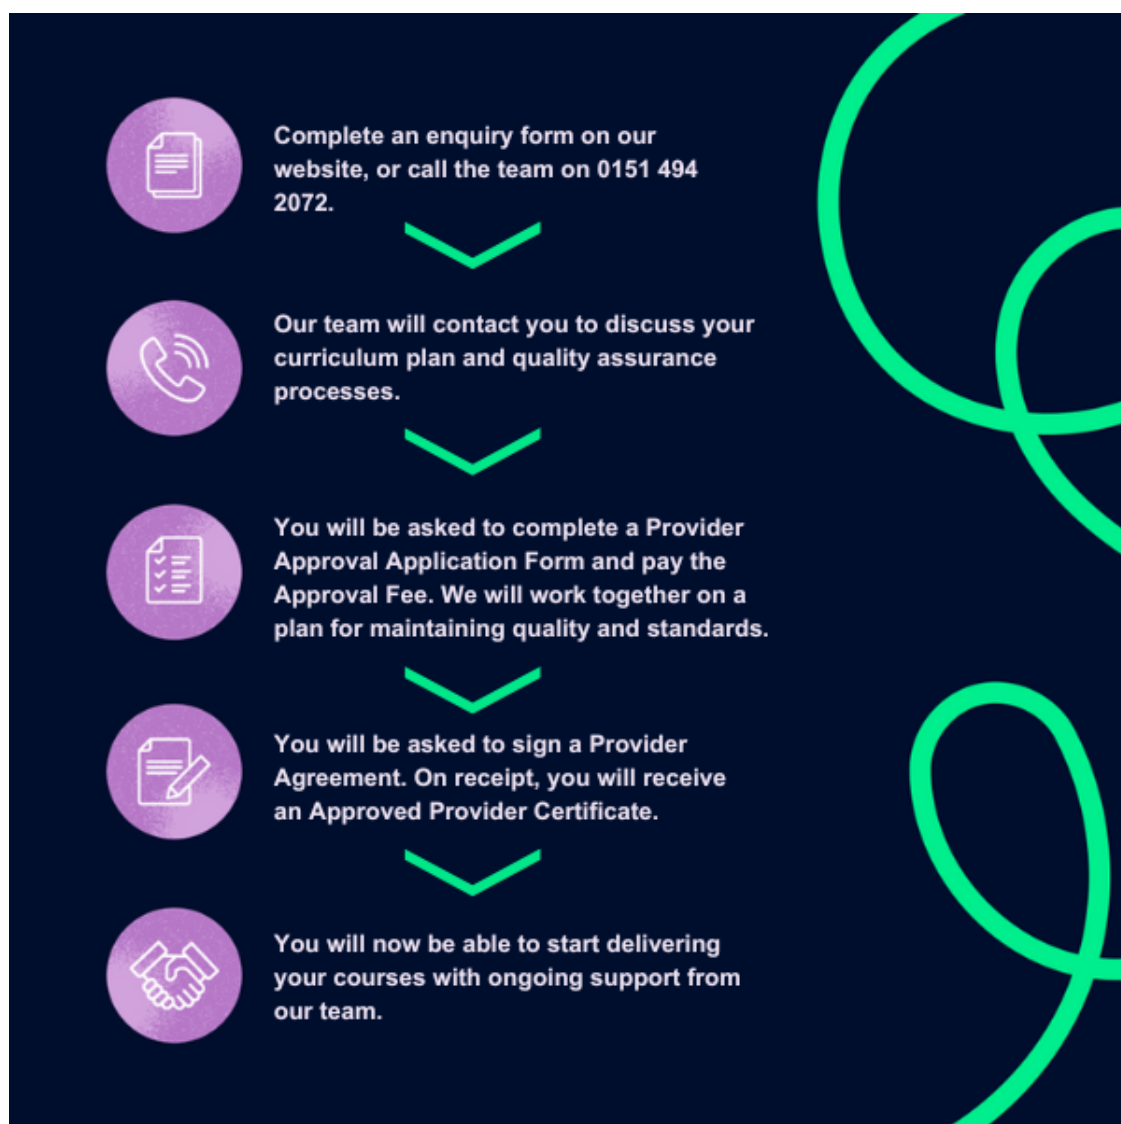 Complete an enquiry form on our
website, or call the team on 0151 494
2072.
Our team will contact you to discuss your
curriculum plan and quality assurance
processes.
You will be asked to complete a Provider
Approval Application Form and pay the
Approval Fee. We will work together on a
plan for maintaining quality and standards.
You will be asked to sign a Provider
Agreement. On receipt, you will receive
an Approved Provider Certificate.
You will now be able to start delivering
your courses with ongoing support from
our team.